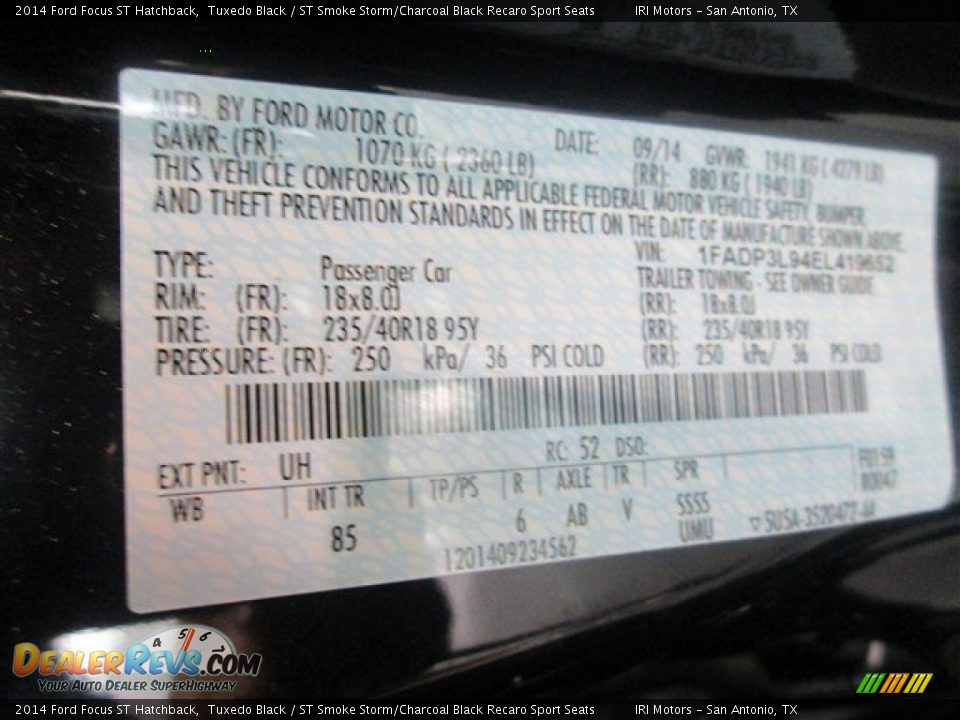 2014 Ford Focus ST Hatchback,  Tuxedo Black / ST Smoke Storm/Charcoal Black Recaro Sport Seats    IRI Motors - San Antonio, TX
MFD. BY FORD MOTOR CO.
DATE: 09/14 GVWR: 1941 KG ( 4279 LB)
GAWR: (FR): 1070 KG ( 2360 LB) (RR): 880 KG ( 1940 LB)
THIS VEHICLE CONFORMS TO ALL APPLICABLE FEDERAL MOTOR VEHICLE SAFETY, BUMPER,
AND THEFT PREVENTION STANDARDS IN EFFECT ON THE DATE OF MANUFACTURE SHOWN ABOVE.
VIN: 1FADP3L94EL419652
TYPE: Passenger Car TRAILER TOWING - SEE OWNER GUIDE
RIM: (FR): 18x8.0J (RR): 18x8.0J
TIRE: (FR): 235/40R18 95Y (RR): 235/40R18 95Y
PRESSURE: (FR): 250 kPa/ 36 PSI COLD (RR): 250 kPa/ 36 PSI COLD
EXT PNT: UH RC: 52 DSO:
WB INT TR TP/PS R AXLE TR SPR
85 6 AB V SSSS
UMU
1201409234562
DealerRevs.com
Your Auto Dealer SuperHighway
4 5 6
2014 Ford Focus ST Hatchback,  Tuxedo Black / ST Smoke Storm/Charcoal Black Recaro Sport Seats    IRI Motors - San Antonio, TX